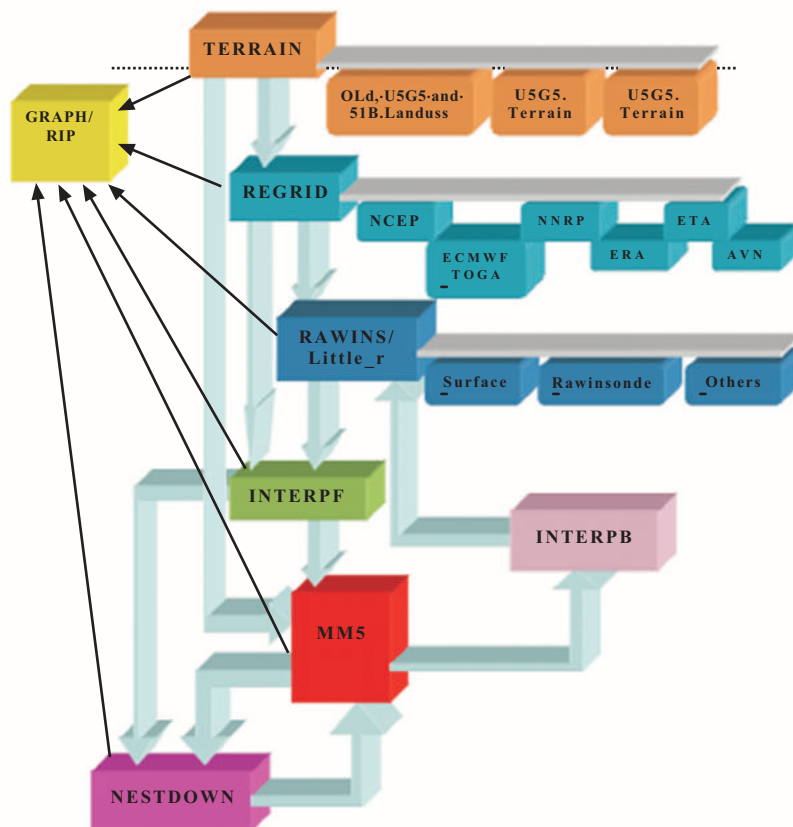 TERRAIN
OLd,·U5G5·and·
51B.Landuss
U5G5.
Terrain
U5G5.
Terrain
GRAPH/
RIP
REGRID
NCEP
ECMWF
TOGA
NNRP
ERA
ETA
AVN
RAWINS/
Little_r
Surface
Rawinsonde
Others
INTERPF
INTERPB
MM5
NESTDOWN